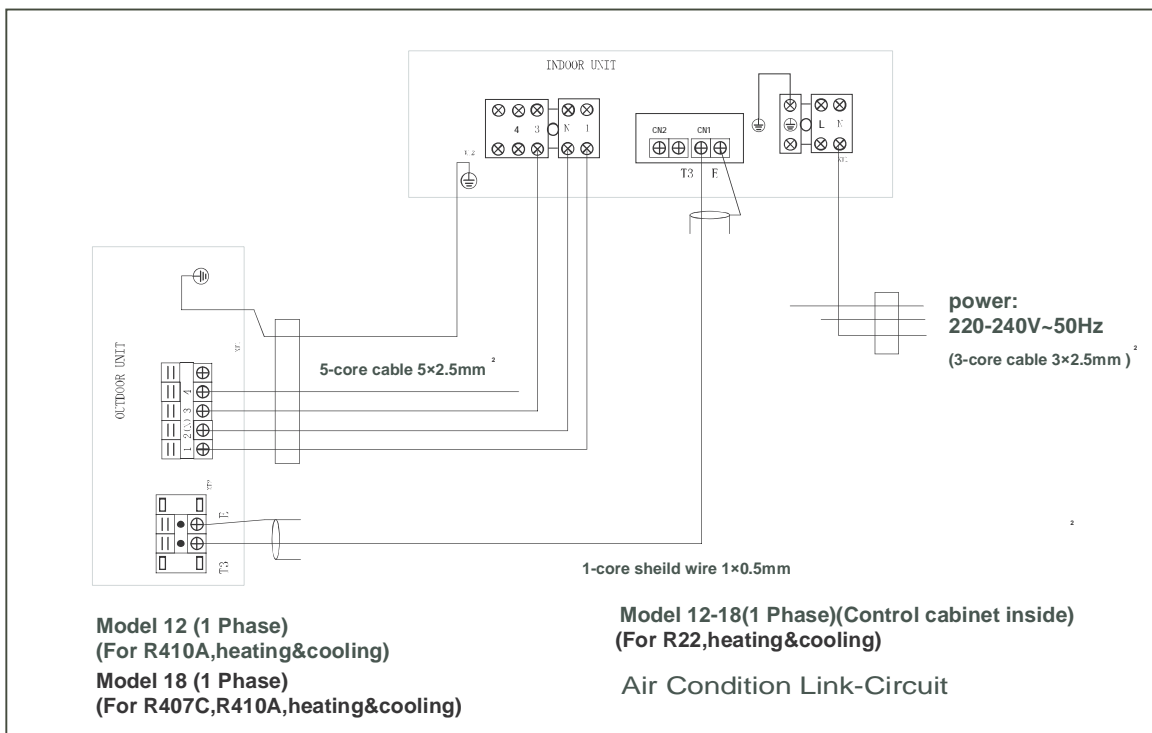 INDOOR UNIT
4 3 N 1
CN2 CN1
L N
T3 E
OUTDOOR UNIT
power:
220-240V~50Hz
(3-core cable 3×2.5mm 2)
5-core cable 5×2.5mm 2
4
3
2(N)
1
E
T3
2
1-core sheild wire 1×0.5mm
Model 12 (1 Phase)
(For R410A,heating&cooling)
Model 18 (1 Phase)
(For R407C,R410A,heating&cooling)
Model 12-18(1 Phase)(Control cabinet inside)
(For R22,heating&cooling)
Air Condition Link-Circuit